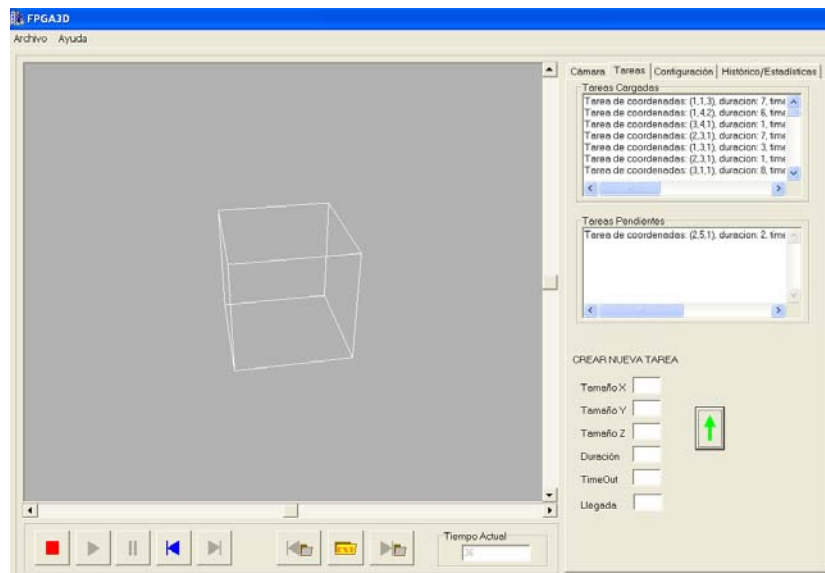 FPGA3D
Archivo Ayuda
Cámara Tareas Configuración Histórico/Estadísticas
Tareas Cargadas
Tarea de coordenadas: (1,1,3), duracion: 7, time
Tarea de coordenadas: (1,4,2), duracion: 6, time
Tarea de coordenadas: (3,4,1), duracion: 1, time
Tarea de coordenadas: (2,3,1), duracion: 7, time
Tarea de coordenadas: (1,3,1), duracion: 3, time
Tarea de coordenadas: (2,3,1), duracion: 1, time
Tarea de coordenadas: (3,1,1), duracion: 8, time
Tareas Pendientes
Tarea de coordenadas: (2,5,1), duracion: 2, time
CREAR NUEVA TAREA
Tamaño X
Tamaño Y
Tamaño Z
Duración
TimeOut
Llegada
Tiempo Actual
36